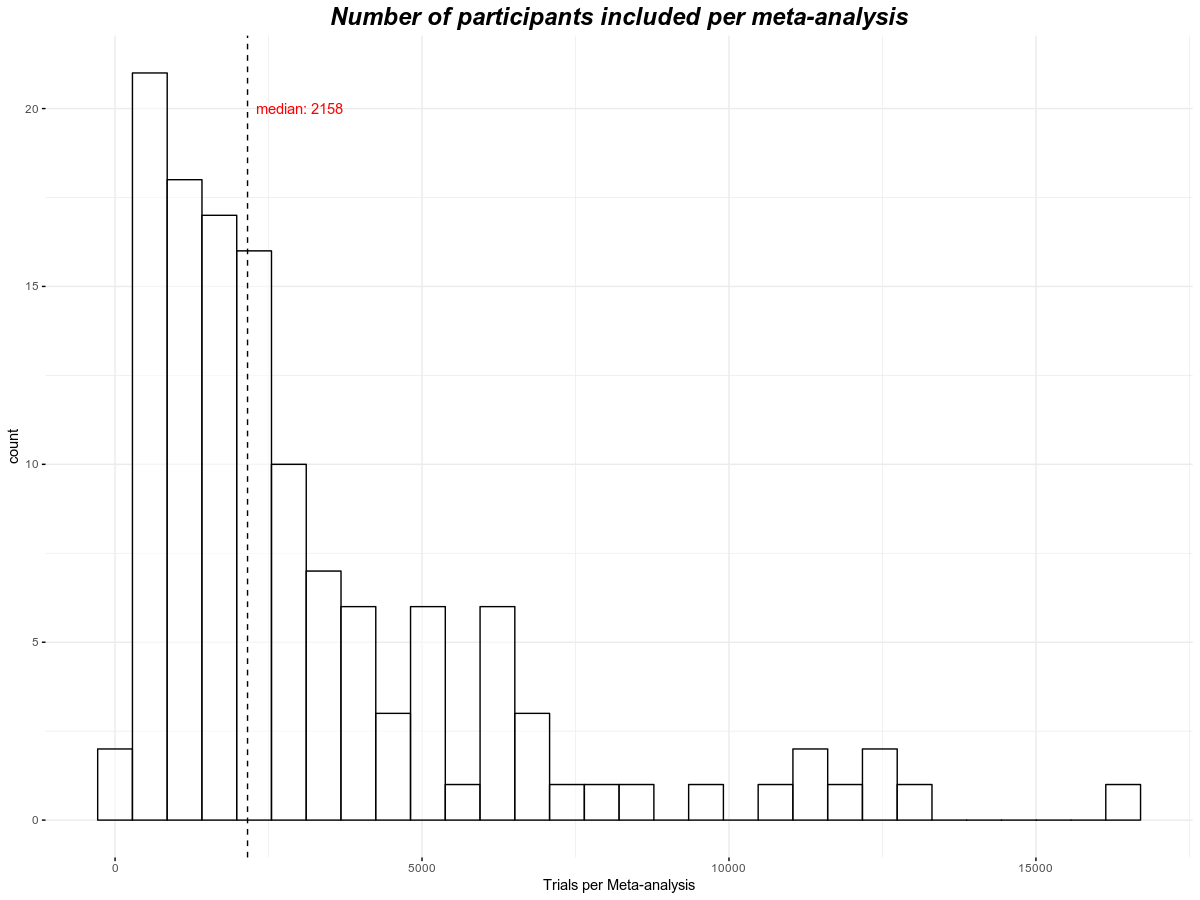 Number of participants included per meta-analysis
median: 2158
20
15
10
5
0
count
0 5000 10000 15000
Trials per Meta-analysis